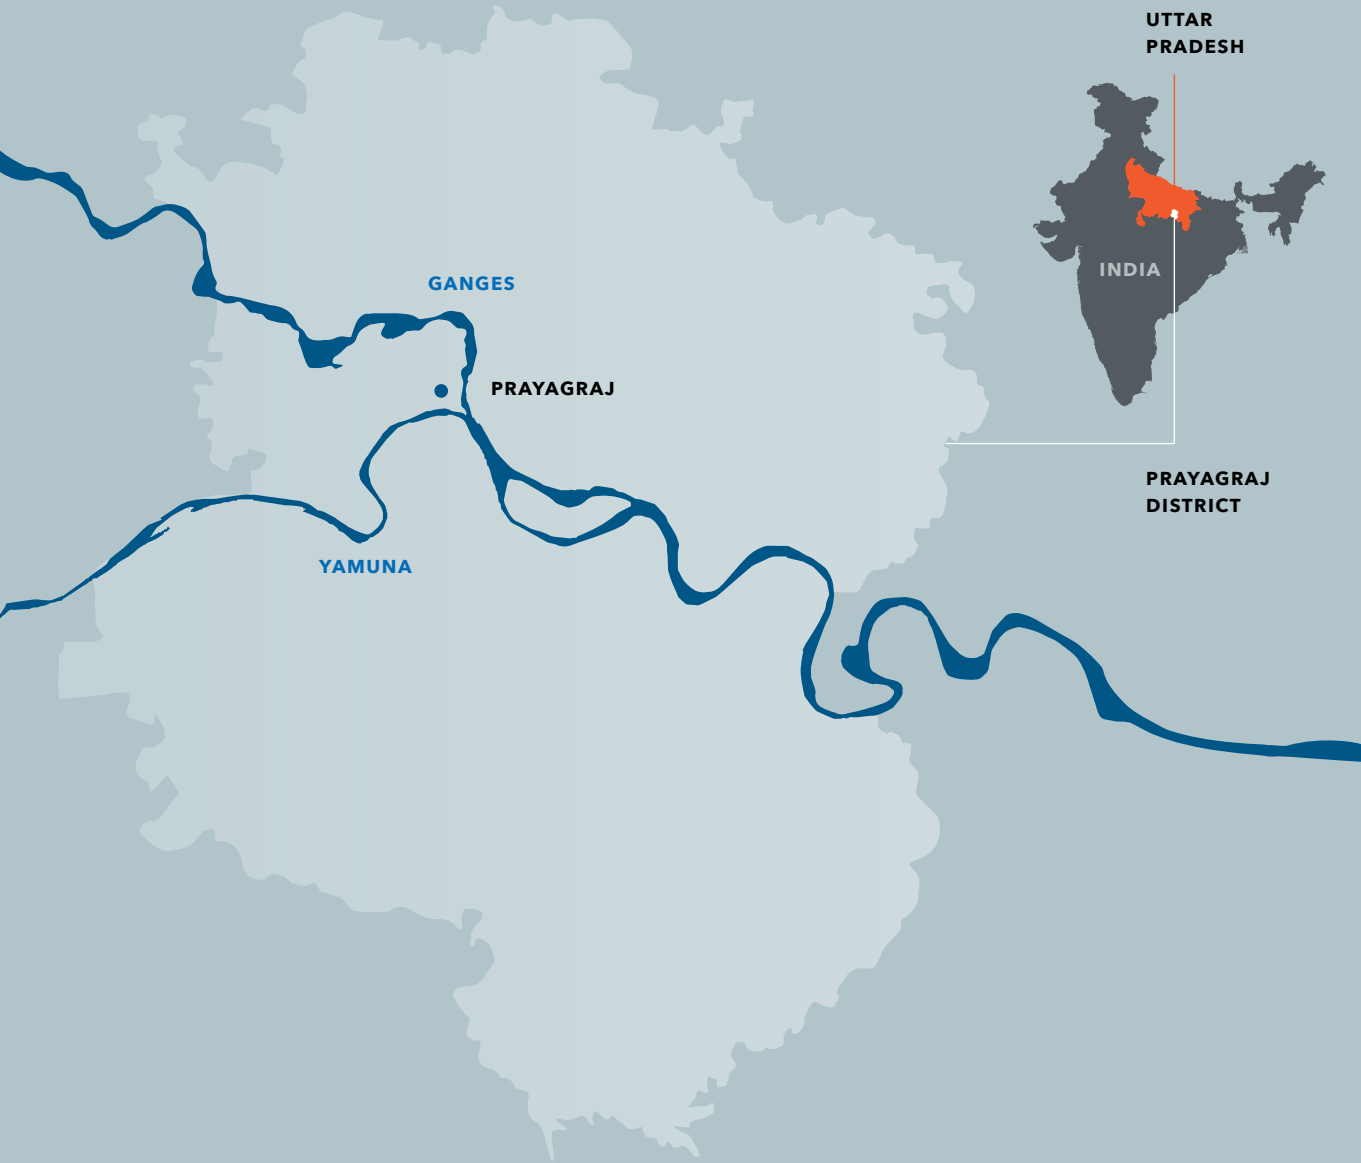 UTTAR
PRADESH
INDIA
GANGES
PRAYAGRAJ
PRAYAGRAJ
DISTRICT
YAMUNA